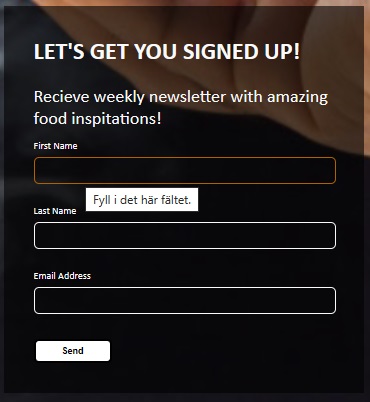 LET'S GET YOU SIGNED UP!
Recieve weekly newsletter with amazing
food inspitations!
First Name
Fyll i det här fältet.
Last Name
Email Address
Send